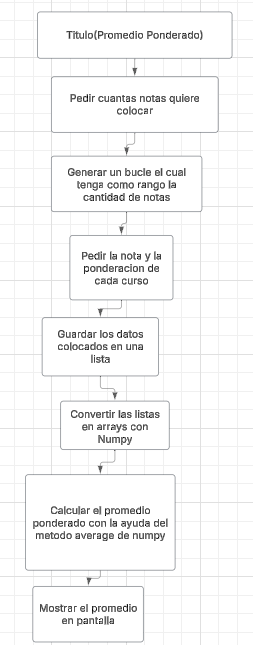 Titulo(Promedio Ponderado)
Pedir cuantas notas quiere
colocar
Generar un bucle el cual
tenga como rango la
cantidad de notas
Pedir la nota y la
ponderacion de
cada curso
Guardar los datos
colocados en una
lista
Convertir las listas
en arrays con
Numpy
Calcular el promedio
ponderado con la ayuda del
metodo average de numpy
Mostrar el promedio
en pantalla